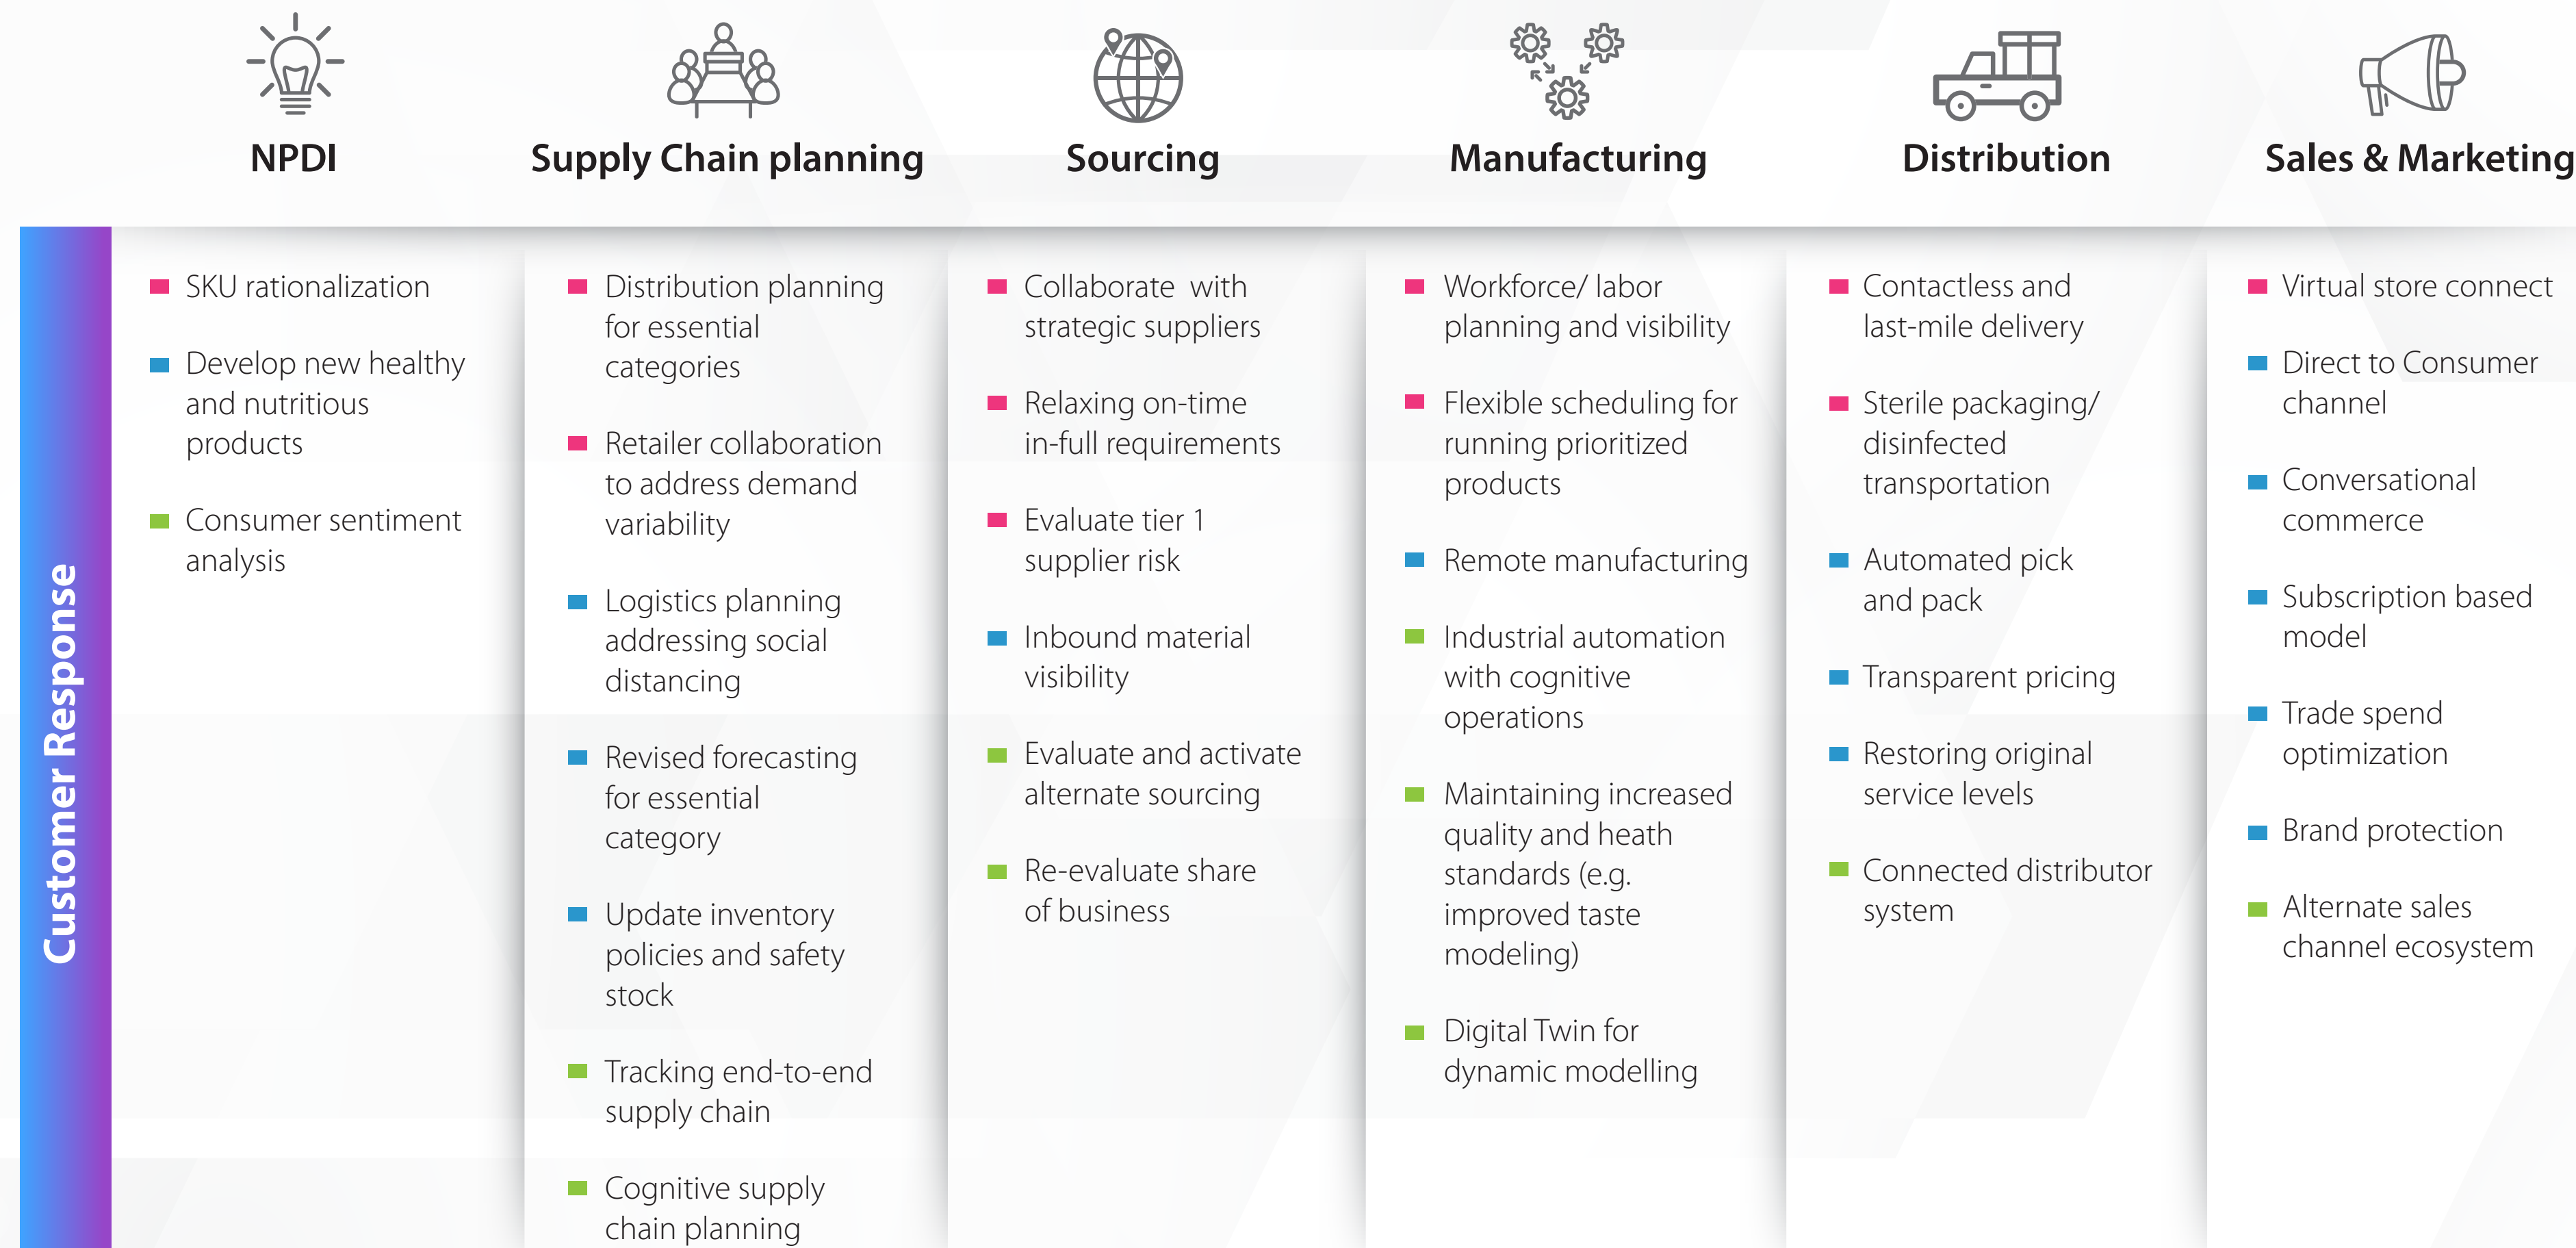 NPDI
Supply Chain planning
Sourcing
Manufacturing
Distribution
Sales & Marketing
Customer Response
SKU rationalization
Develop new healthy
and nutritious
products
Consumer sentiment
analysis
Distribution planning
for essential
categories
Retailer collaboration
to address demand
variability
Logistics planning
addressing social
distancing
Revised forecasting
for essential
category
Update inventory
policies and safety
stock
Tracking end-to-end
supply chain
Cognitive supply
chain planning
Collaborate with
strategic suppliers
Relaxing on-time
in-full requirements
Evaluate tier 1
supplier risk
Inbound material
visibility
Evaluate and activate
alternate sourcing
Re-evaluate share
of business
Workforce/ labor
planning and visibility
Flexible scheduling for
running prioritized
products
Remote manufacturing
Industrial automation
with cognitive
operations
Maintaining increased
quality and heath
standards (e.g.
improved taste
modeling)
Digital Twin for
dynamic modelling
Contactless and
last-mile delivery
Sterile packaging/
disinfected
transportation
Automated pick
and pack
Transparent pricing
Restoring original
service levels
Connected distributor
system
Virtual store connect
Direct to Consumer
channel
Conversational
commerce
Subscription based
model
Trade spend
optimization
Brand protection
Alternate sales
channel ecosystem